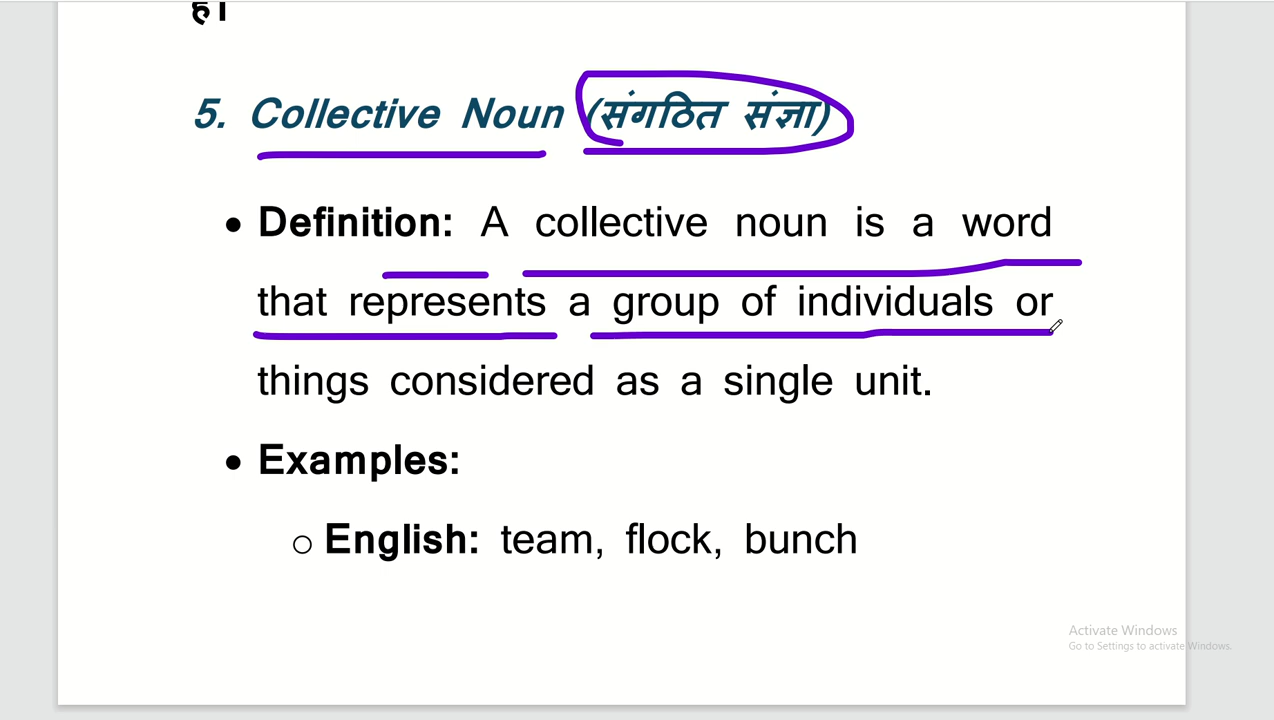 है।
5. Collective Noun (संगठित संज्ञा)
• Definition: A collective noun is a word
that represents a group of individuals or
things considered as a single unit.
• Examples:
○ English: team, flock, bunch
Activate Windows
Go to Settings to activate Windows.